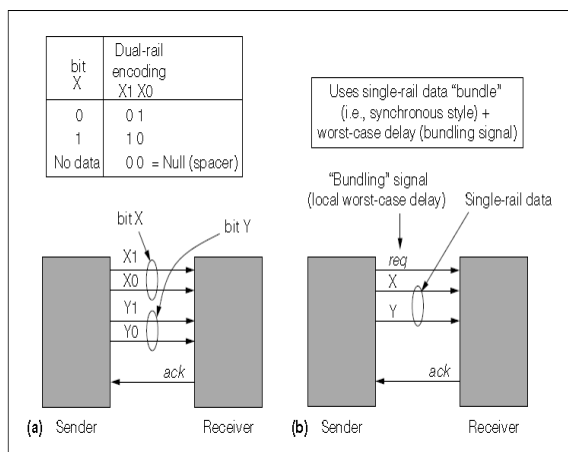 bit
X
Dual-rail
encoding
X1 X0
0 0 1
1 1 0
No data 0 0 = Null (spacer)
bit X
bit Y
X1
X0
Y1
Y0
ack
(a) Sender Receiver
Uses single-rail data “bundle”
(i.e., synchronous style) +
worst-case delay (bundling signal)
“Bundling” signal
(local worst-case delay)
Single-rail data
req
X
Y
ack
(b) Sender Receiver